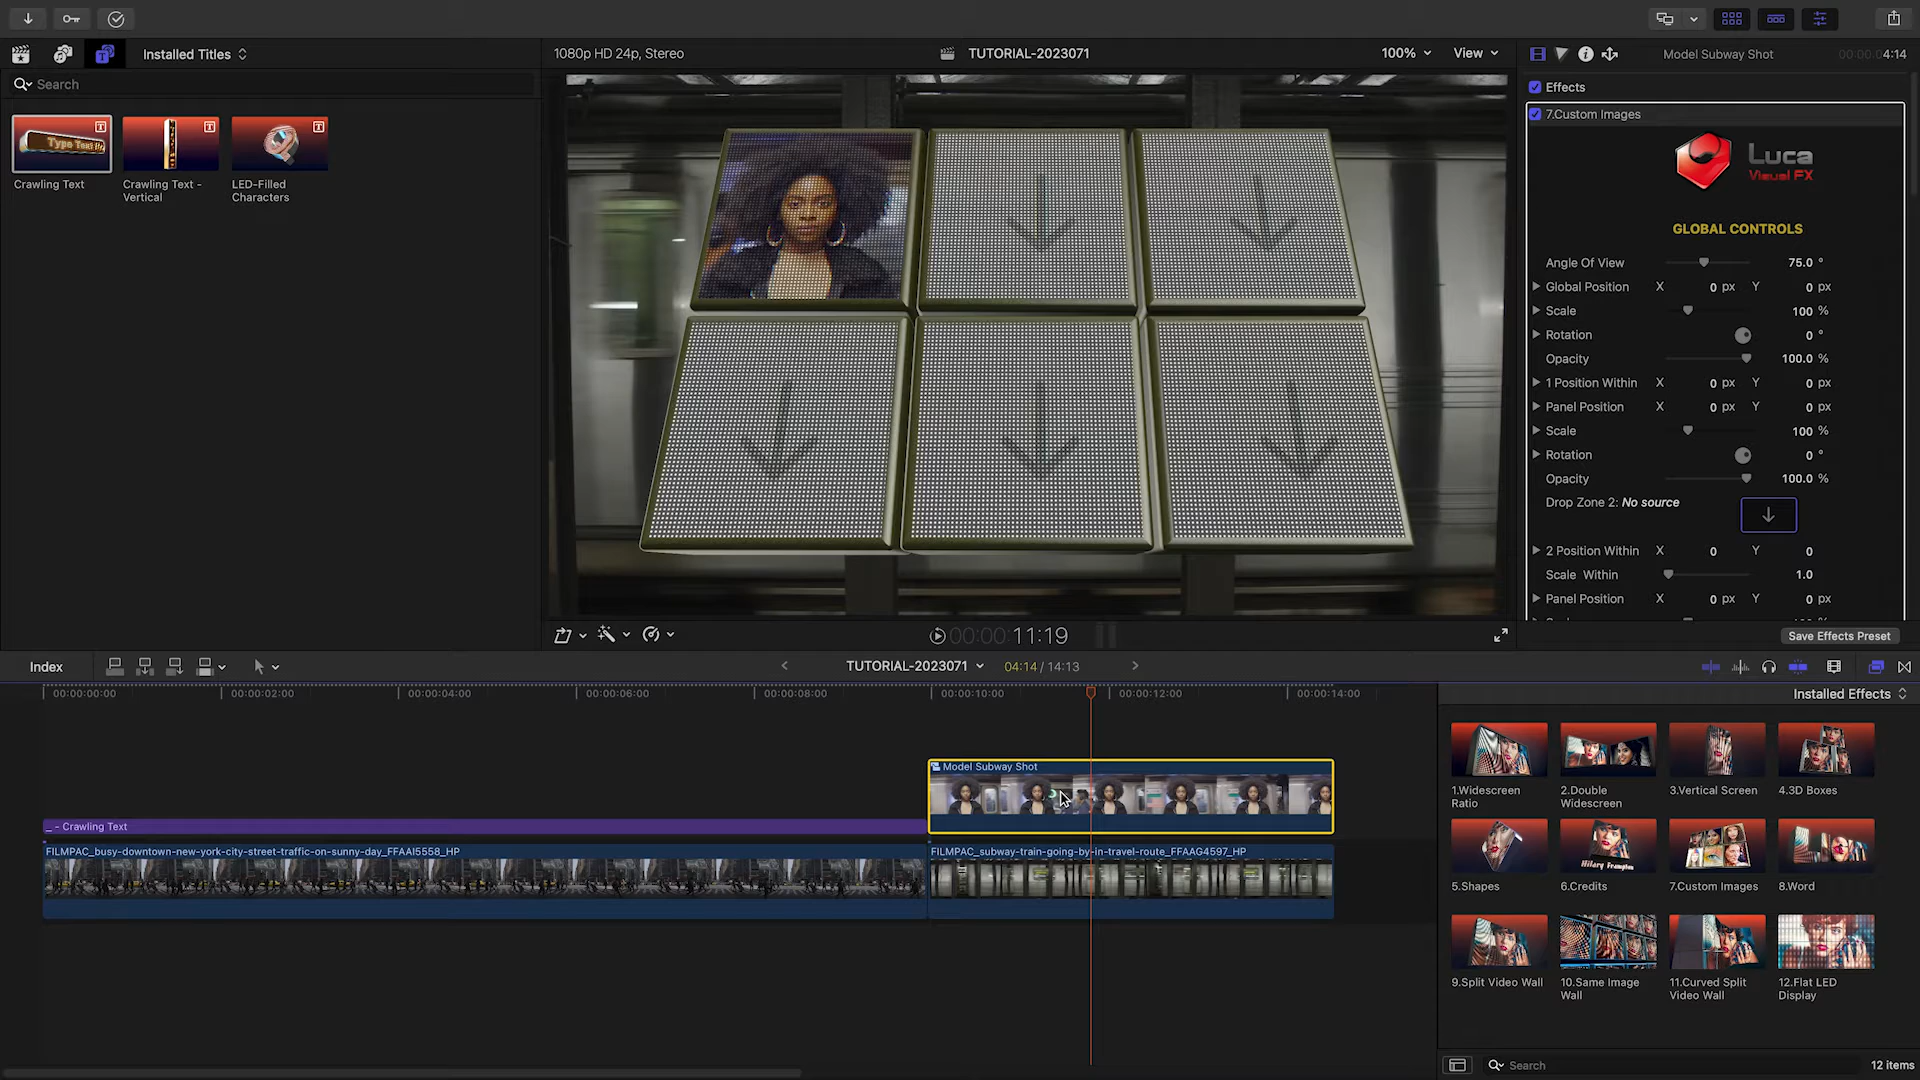 Installed Titles
1080p HD 24p, Stereo
TUTORIAL-2023071
100%
View
Model Subway Shot
00:00:04:14
Search
Effects
7.Custom Images
Type Text H
Luca
Visual FX
Crawling Text
Crawling Text -
Vertical
LED-Filled
Characters
GLOBAL CONTROLS
Angle Of View 75.0 °
Global Position X 0 px Y 0 px
Scale 100 %
Rotation 0 °
Opacity 100.0 %
1 Position Within X 0 px Y 0 px
Panel Position X 0 px Y 0 px
Scale 100 %
Rotation 0 °
Opacity 100.0 %
Drop Zone 2: No source
2 Position Within X 0 Y 0
Scale Within 1.0
Panel Position X 0 px Y 0 px
00:00:11:19
Save Effects Preset
Index
TUTORIAL-2023071
04:14 / 14:13
00:00:00:00
00:00:02:00
00:00:04:00
00:00:06:00
00:00:08:00
00:00:10:00
00:00:12:00
00:00:14:00
Installed Effects
Model Subway Shot
_ - Crawling Text
FILMPAC_busy-downtown-new-york-city-street-traffic-on-sunny-day_FFAAI5558_HP
FILMPAC_subway-train-going-by-in-travel-route_FFAAG4597_HP
1.Widescreen
Ratio
2.Double
Widescreen
3.Vertical Screen
4.3D Boxes
Hilary Frampton
5.Shapes
6.Credits
7.Custom Images
8.Word
9.Split Video Wall
10.Same Image
Wall
11.Curved Split
Video Wall
12.Flat LED
Display
Search
12 items